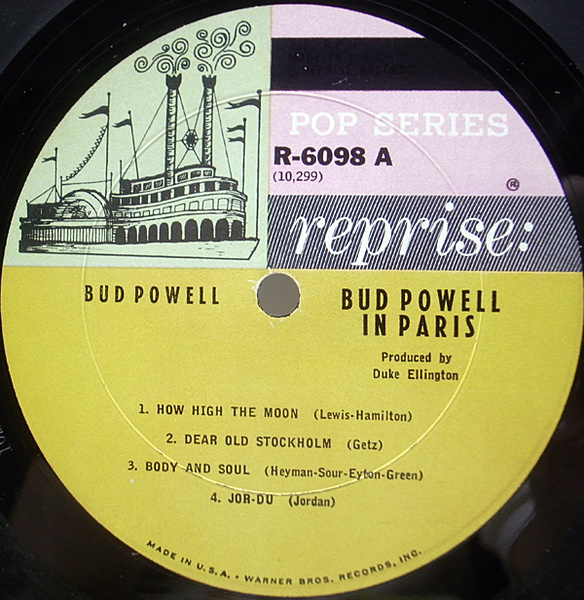 POP SERIES
R-6098 A
(10,299)
®
reprise:
BUD POWELL
BUD POWELL
IN PARIS
Produced by
Duke Ellington
1. HOW HIGH THE MOON (Lewis-Hamilton)
2. DEAR OLD STOCKHOLM (Getz)
3. BODY AND SOUL (Heyman-Sour-Eyton-Green)
4. JOR-DU (Jordan)
MADE IN U.S.A. • WARNER BROS. RECORDS, INC.